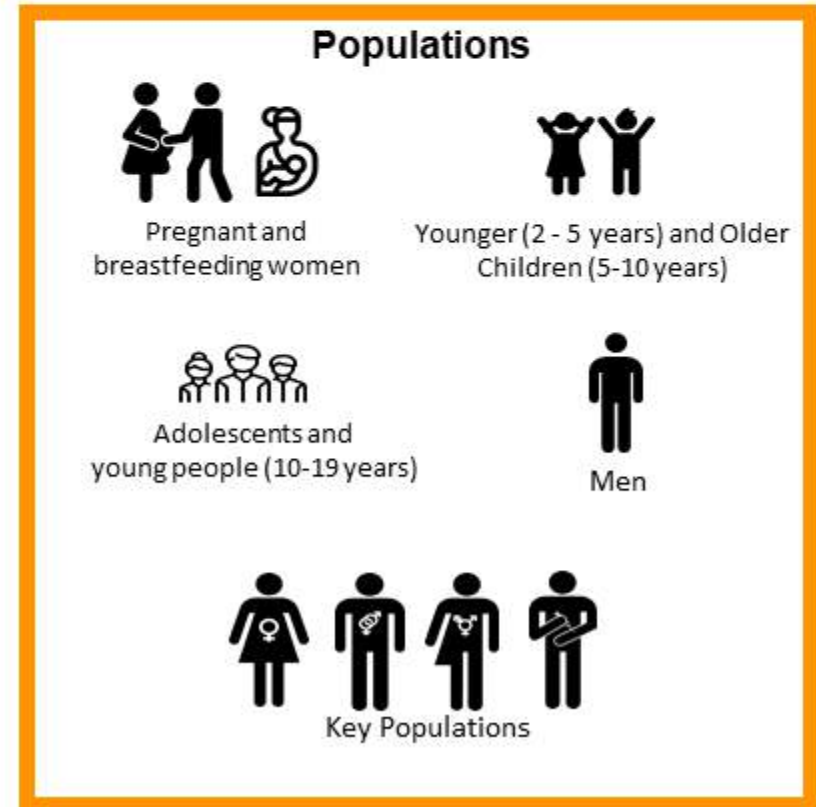 Populations
Pregnant and
breastfeeding women
Younger (2 - 5 years) and Older
Children (5-10 years)
Adolescents and
young people (10-19 years)
Men
Key Populations